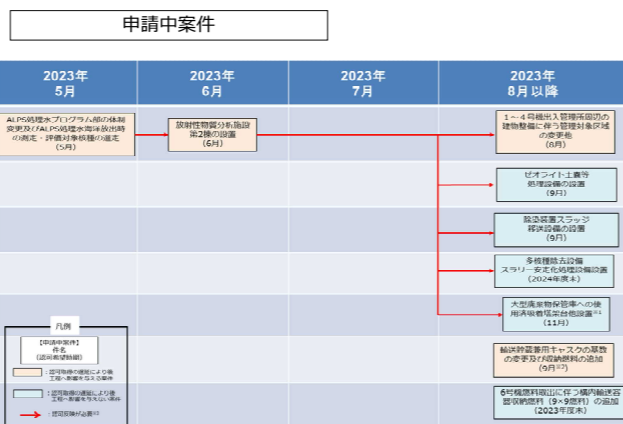 申請中案件
2023年
5月
2023年
6月
2023年
7月
2023年
8月以降
ALPS処理水プログラム部の体制
変更及びALPS処理水海洋放出時
の測定・評価対象核種の選定
(5月)
放射性物質分析施設
第2棟の設置
(6月)
1~4号機出入管理所周辺の
建物整備に伴う管理対象区域
の変更他
(8月)
ゼオライト土嚢等
処理設備の設置
(9月)
除染装置スラッジ
移送設備の設置
(9月)
多核種除去設備
スラリー安定化処理設備設置
(2024年度末)
大型廃棄物保管庫への使
用済吸着塔架台他設置※1
(11月)
輸送貯蔵兼用キャスクの基数
の変更及び収納燃料の追加
(9月※2)
6号機燃料取出に伴う構内輸送容
器収納燃料(9×9燃料)の追加
(2023年度末)
凡例
【申請中案件】
件名
(認可希望時期)
:認可取得の遅延により後
工程へ影響を与える案件
:認可取得の遅延により後
工程へ影響を与えない案件
:認可反映が必要※3